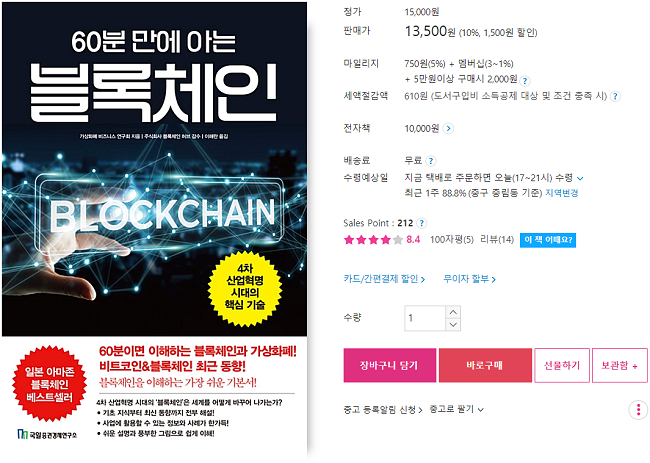 60분 만에 아는
블록체인
가상화폐 비즈니스 연구회 지음 | 주식회사 블록체인 허브 감수 | 이해란 옮김
BLOCKCHAIN
4차
산업혁명
시대의
핵심 기술
일본 아마존
블록체인
베스트셀러
60분이면 이해하는 블록체인과 가상화폐!
비트코인&블록체인 최근 동향!
블록체인을 이해하는 가장 쉬운 기본서!
4차 산업혁명 시대의 '블록체인'은 세계를 어떻게 바꾸어 나가는가?
• 기초 지식부터 최신 동향까지 전부 해설!
• 사업에 활용할 수 있는 정보와 사례가 한가득!
• 쉬운 설명과 풍부한 그림으로 쉽게 이해!
국일증권경제연구소
정가 15,000원
판매가 13,500원 (10%, 1,500원 할인)
마일리지 750원(5%) + 멤버십(3~1%)
+ 5만원이상 구매시 2,000원 ?
세액절감액 610원 (도서구입비 소득공제 대상 및 조건 충족 시) ?
전자책 10,000원
배송료 무료 ?
수령예상일 지금 택배로 주문하면 오늘(17~21시) 수령
최근 1주 88.8% (중구 중림동 기준) 지역변경
Sales Point : 212 ?
8.4 100자평(5) 리뷰(14) 이 책 어때요?
카드/간편결제 할인 무이자 할부
수량 1
장바구니 담기 바로구매 선물하기 보관함 +
중고 등록알림 신청 중고로 팔기